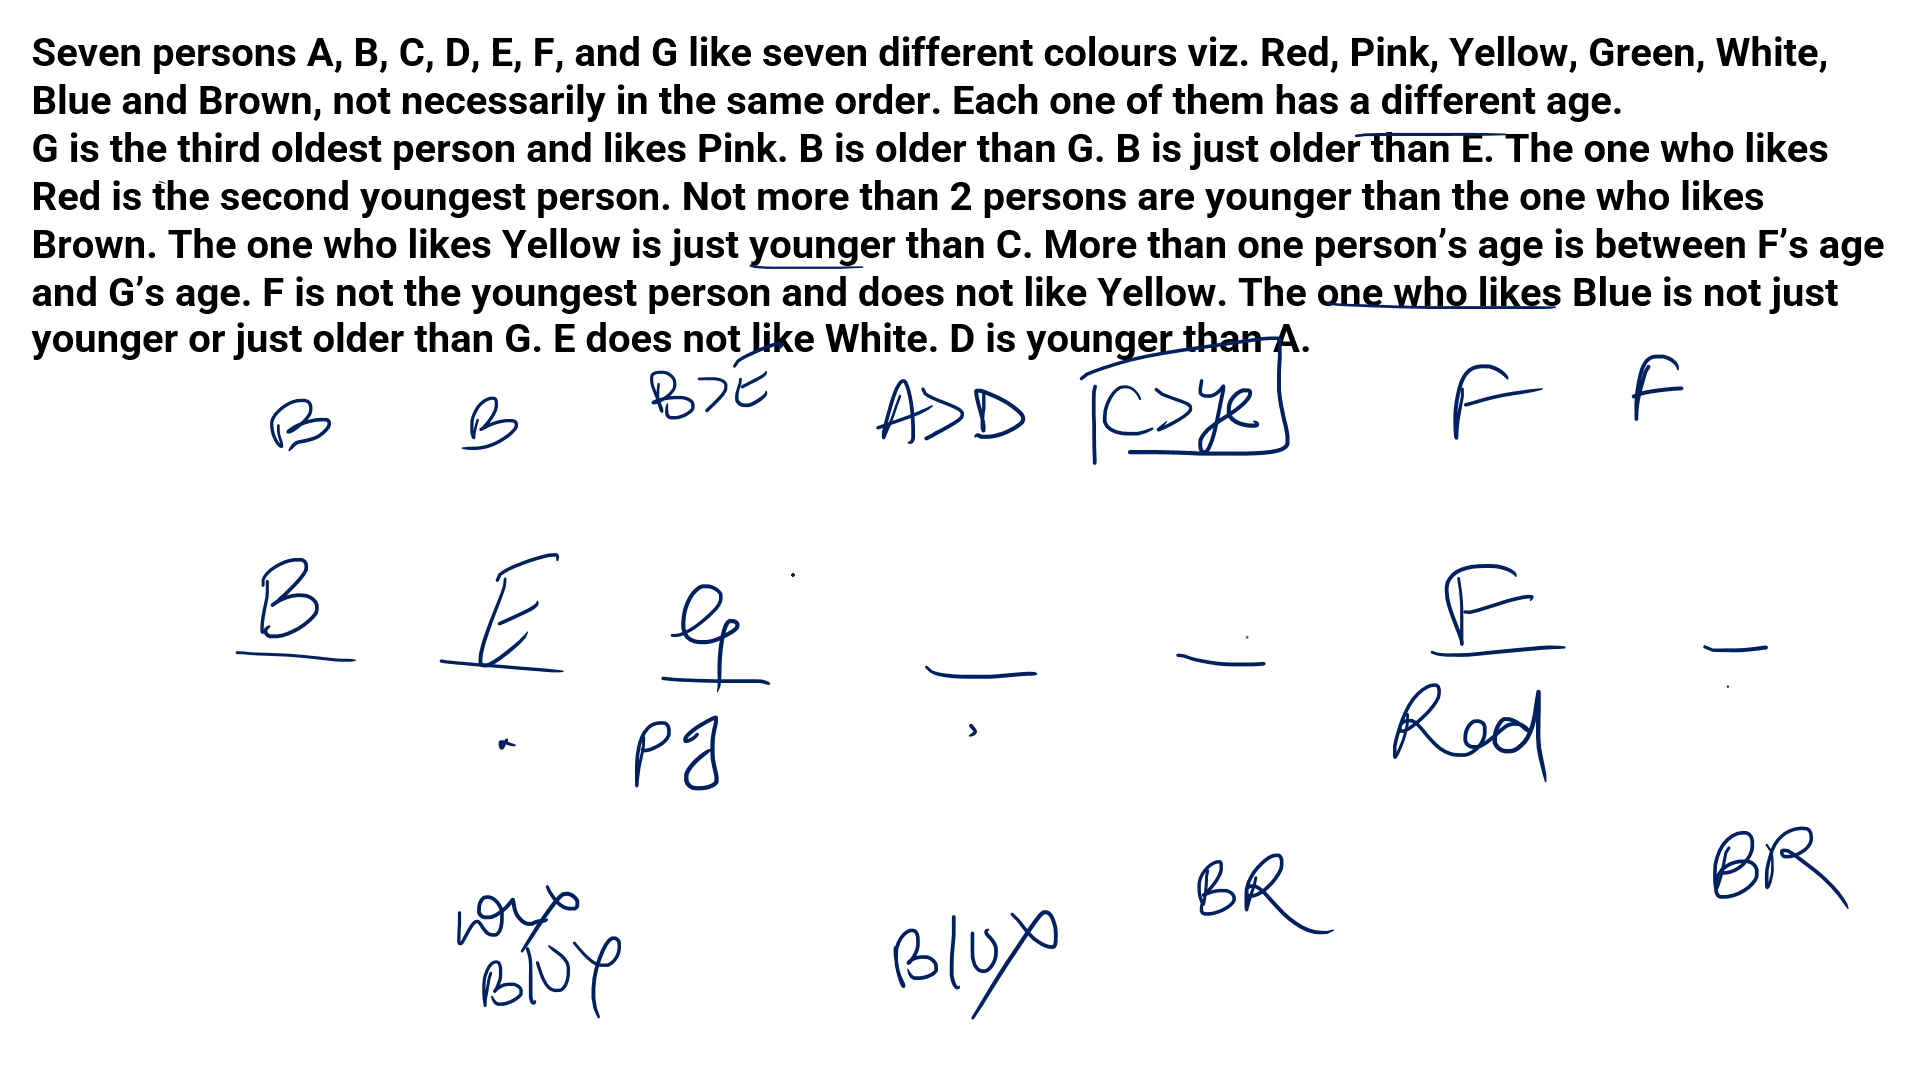 Seven persons A, B, C, D, E, F, and G like seven different colours viz. Red, Pink, Yellow, Green, White,
Blue and Brown, not necessarily in the same order. Each one of them has a different age.
G is the third oldest person and likes Pink. B is older than G. B is just older than E. The one who likes
Red is the second youngest person. Not more than 2 persons are younger than the one who likes
Brown. The one who likes Yellow is just younger than C. More than one person's age is between F's age
and G's age. F is not the youngest person and does not like Yellow. The one who likes Blue is not just
younger or just older than G. E does not like White. D is younger than A.
B B B>E A>D C>Ye F F
B E G F
Red
BR BR